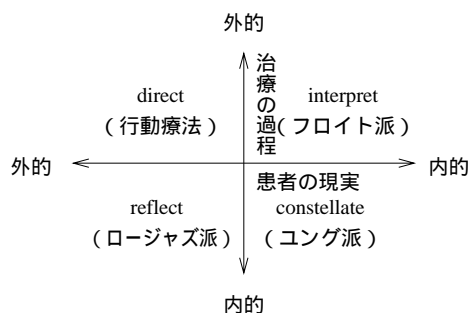 外的
治療の過程
direct
(行動療法)
interpret
(フロイト派)
外的
内的
患者の現実
reflect
(ロージャズ派)
constellate
(ユング派)
内的